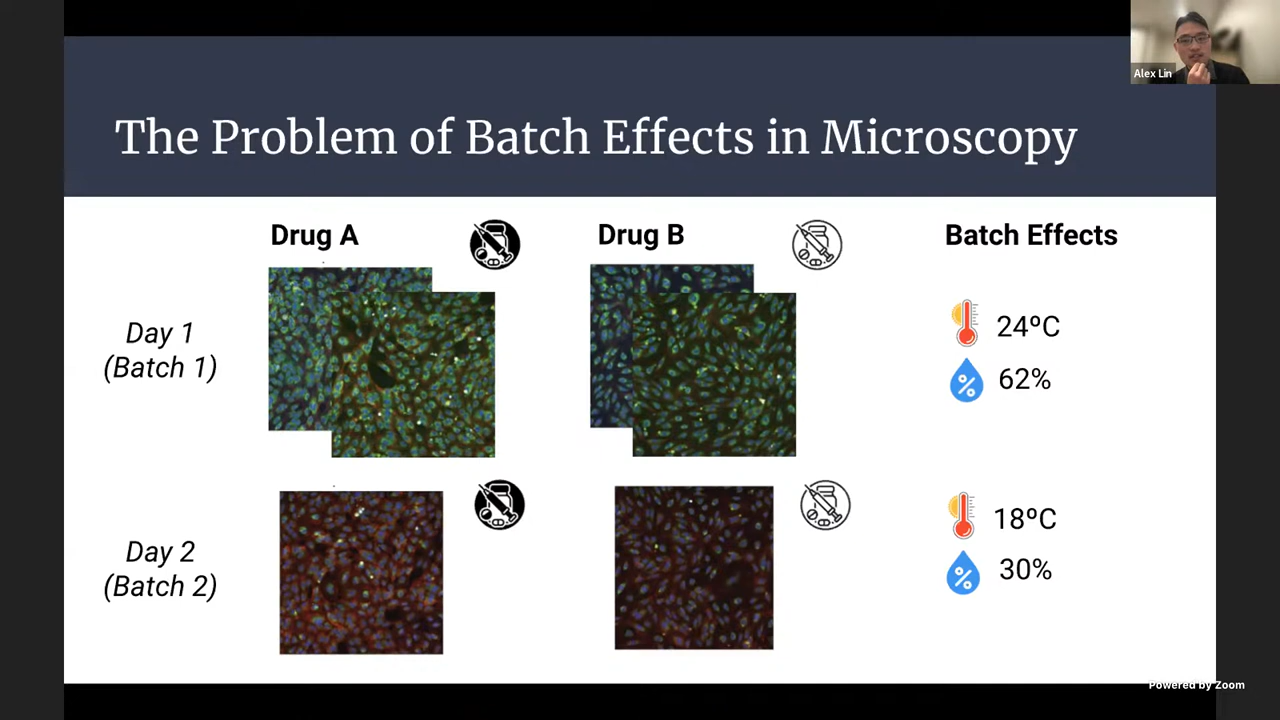 Alex Lin
The Problem of Batch Effects in Microscopy
Drug A
Drug B
Batch Effects
Day 1
(Batch 1)
24ºC
%
62%
Day 2
(Batch 2)
18ºC
%
30%
Powered by Zoom